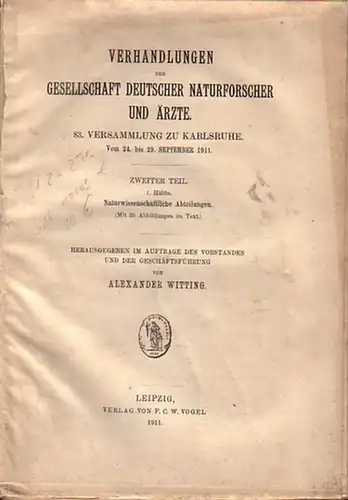 VERHANDLUNGEN
DER
GESELLSCHAFT DEUTSCHER NATURFORSCHER
UND ÄRZTE.
83. VERSAMMLUNG ZU KARLSRUHE.
Vom 24. bis 29. SEPTEMBER 1911.
ZWEITER TEIL.
1. Hälfte.
Naturwissenschaftliche Abteilungen.
(Mit 35 Abbildungen im Text.)
HERAUSGEGEBEN IM AUFTRAGE DES VORSTANDES
UND DER GESCHÄFTSFÜHRUNG
VON
ALEXANDER WITTING.
LEIPZIG,
VERLAG VON F. C. W. VOGEL
1911.